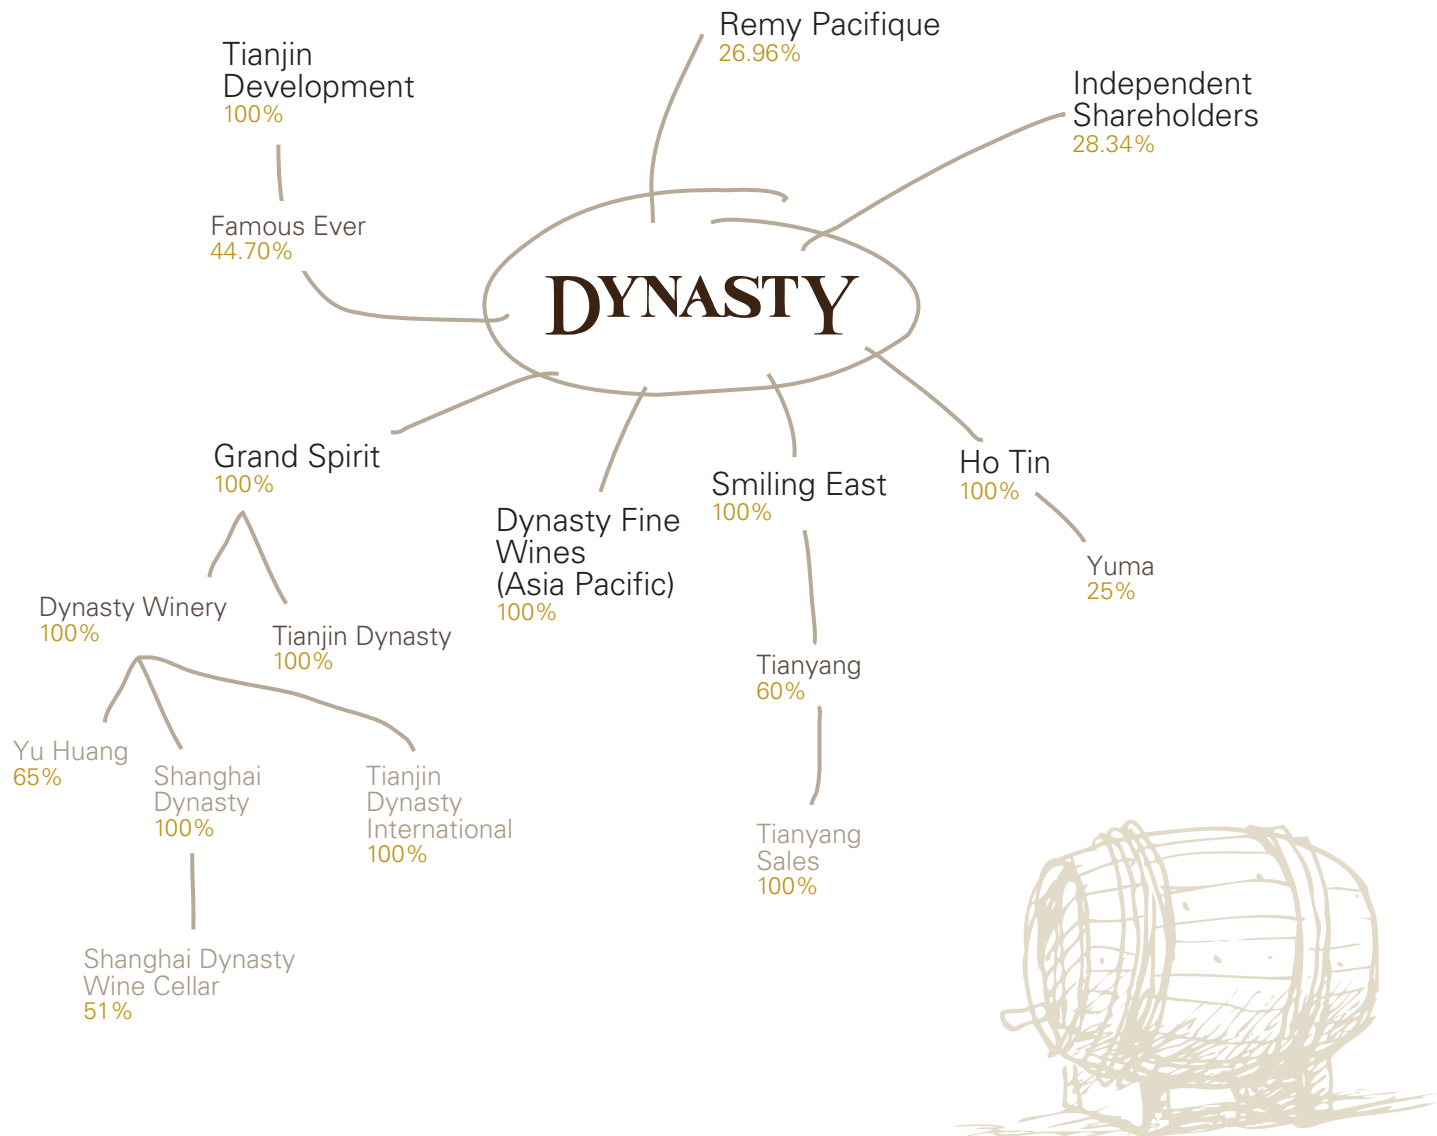 Remy Pacifique
26.96%
Tianjin
Development
100%
Independent
Shareholders
28.34%
Famous Ever
44.70%
DYNASTY
Grand Spirit
100%
Dynasty Fine
Wines
(Asia Pacific)
100%
Smiling East
100%
Ho Tin
100%
Yuma
25%
Dynasty Winery
100%
Tianjin Dynasty
100%
Tianyang
60%
Yu Huang
65%
Shanghai
Dynasty
100%
Tianjin
Dynasty
International
100%
Tianyang
Sales
100%
Shanghai Dynasty
Wine Cellar
51%